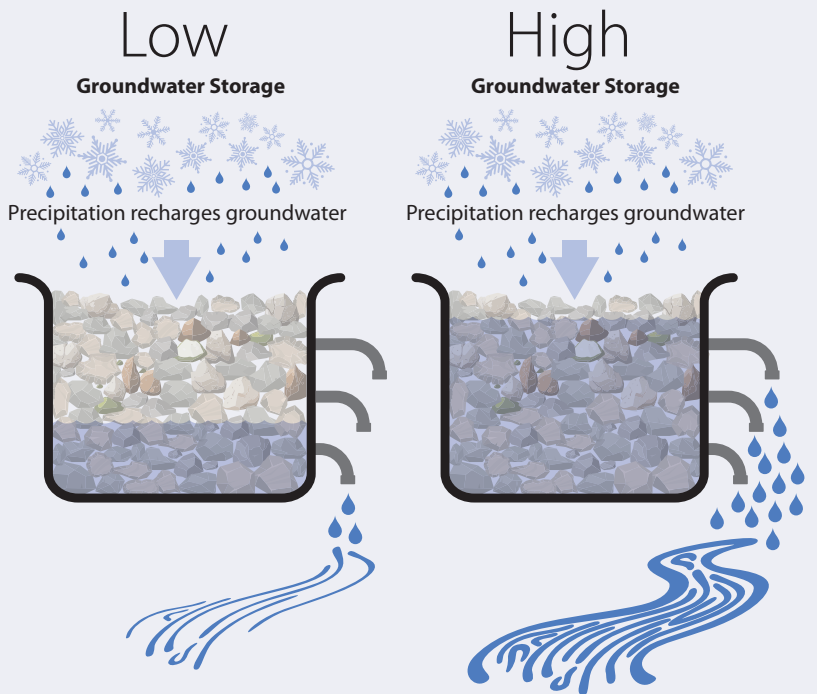 Low
Groundwater Storage
Precipitation recharges groundwater
High
Groundwater Storage
Precipitation recharges groundwater